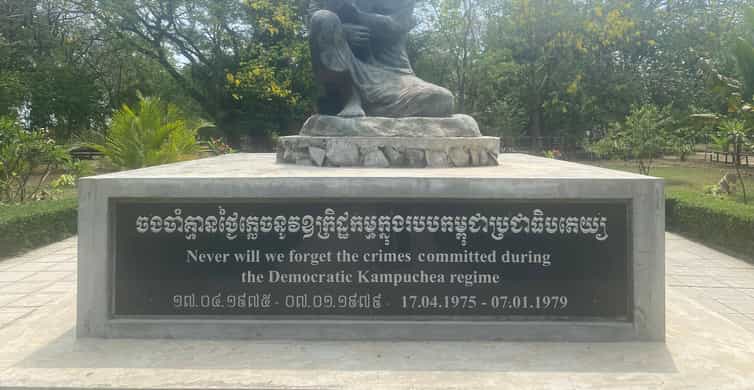 ចងចាំគ្មានថ្ងៃភ្លេចនូវឧក្រិដ្ឋកម្មក្នុងរបបកម្ពុជាប្រជាធិបតេយ្យ
Never will we forget the crimes committed during
the Democratic Kampuchea regime
១៧.០៤.១៩៧៥ - ០៧.០១.១៩៧៩ 17.04.1975 - 07.01.1979